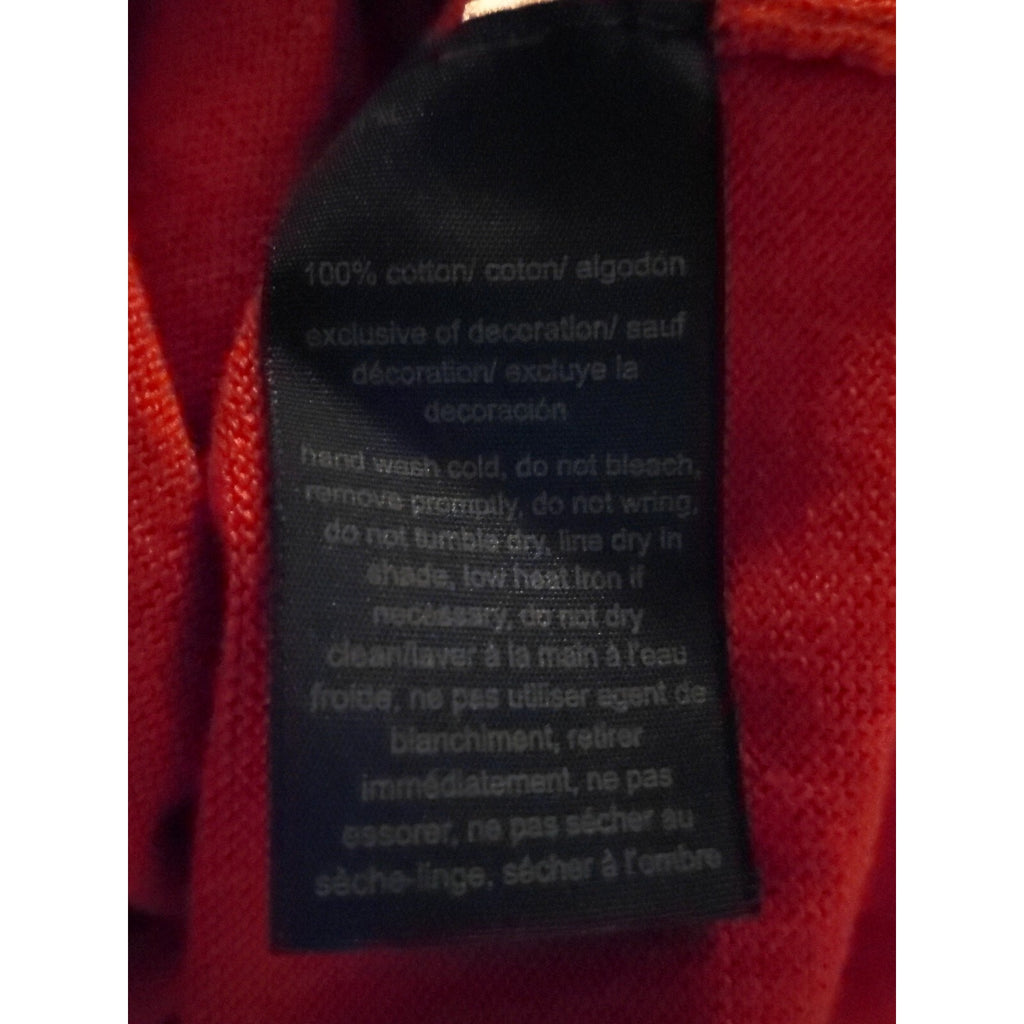 100% cotton/ coton/ algodón
exclusive of decoration/ sauf
décoration/ excluye la
decoración
hand wash cold, do not bleach,
remove promptly, do not wring,
do not tumble dry, line dry in
shade, low heat iron if
necessary, do not dry
clean/laver à la main à l'eau
froide, ne pas utiliser agent de
blanchiment, retirer
immédiatement, ne pas
essorer, ne pas sécher au
sèche-linge, sécher à l'ombre